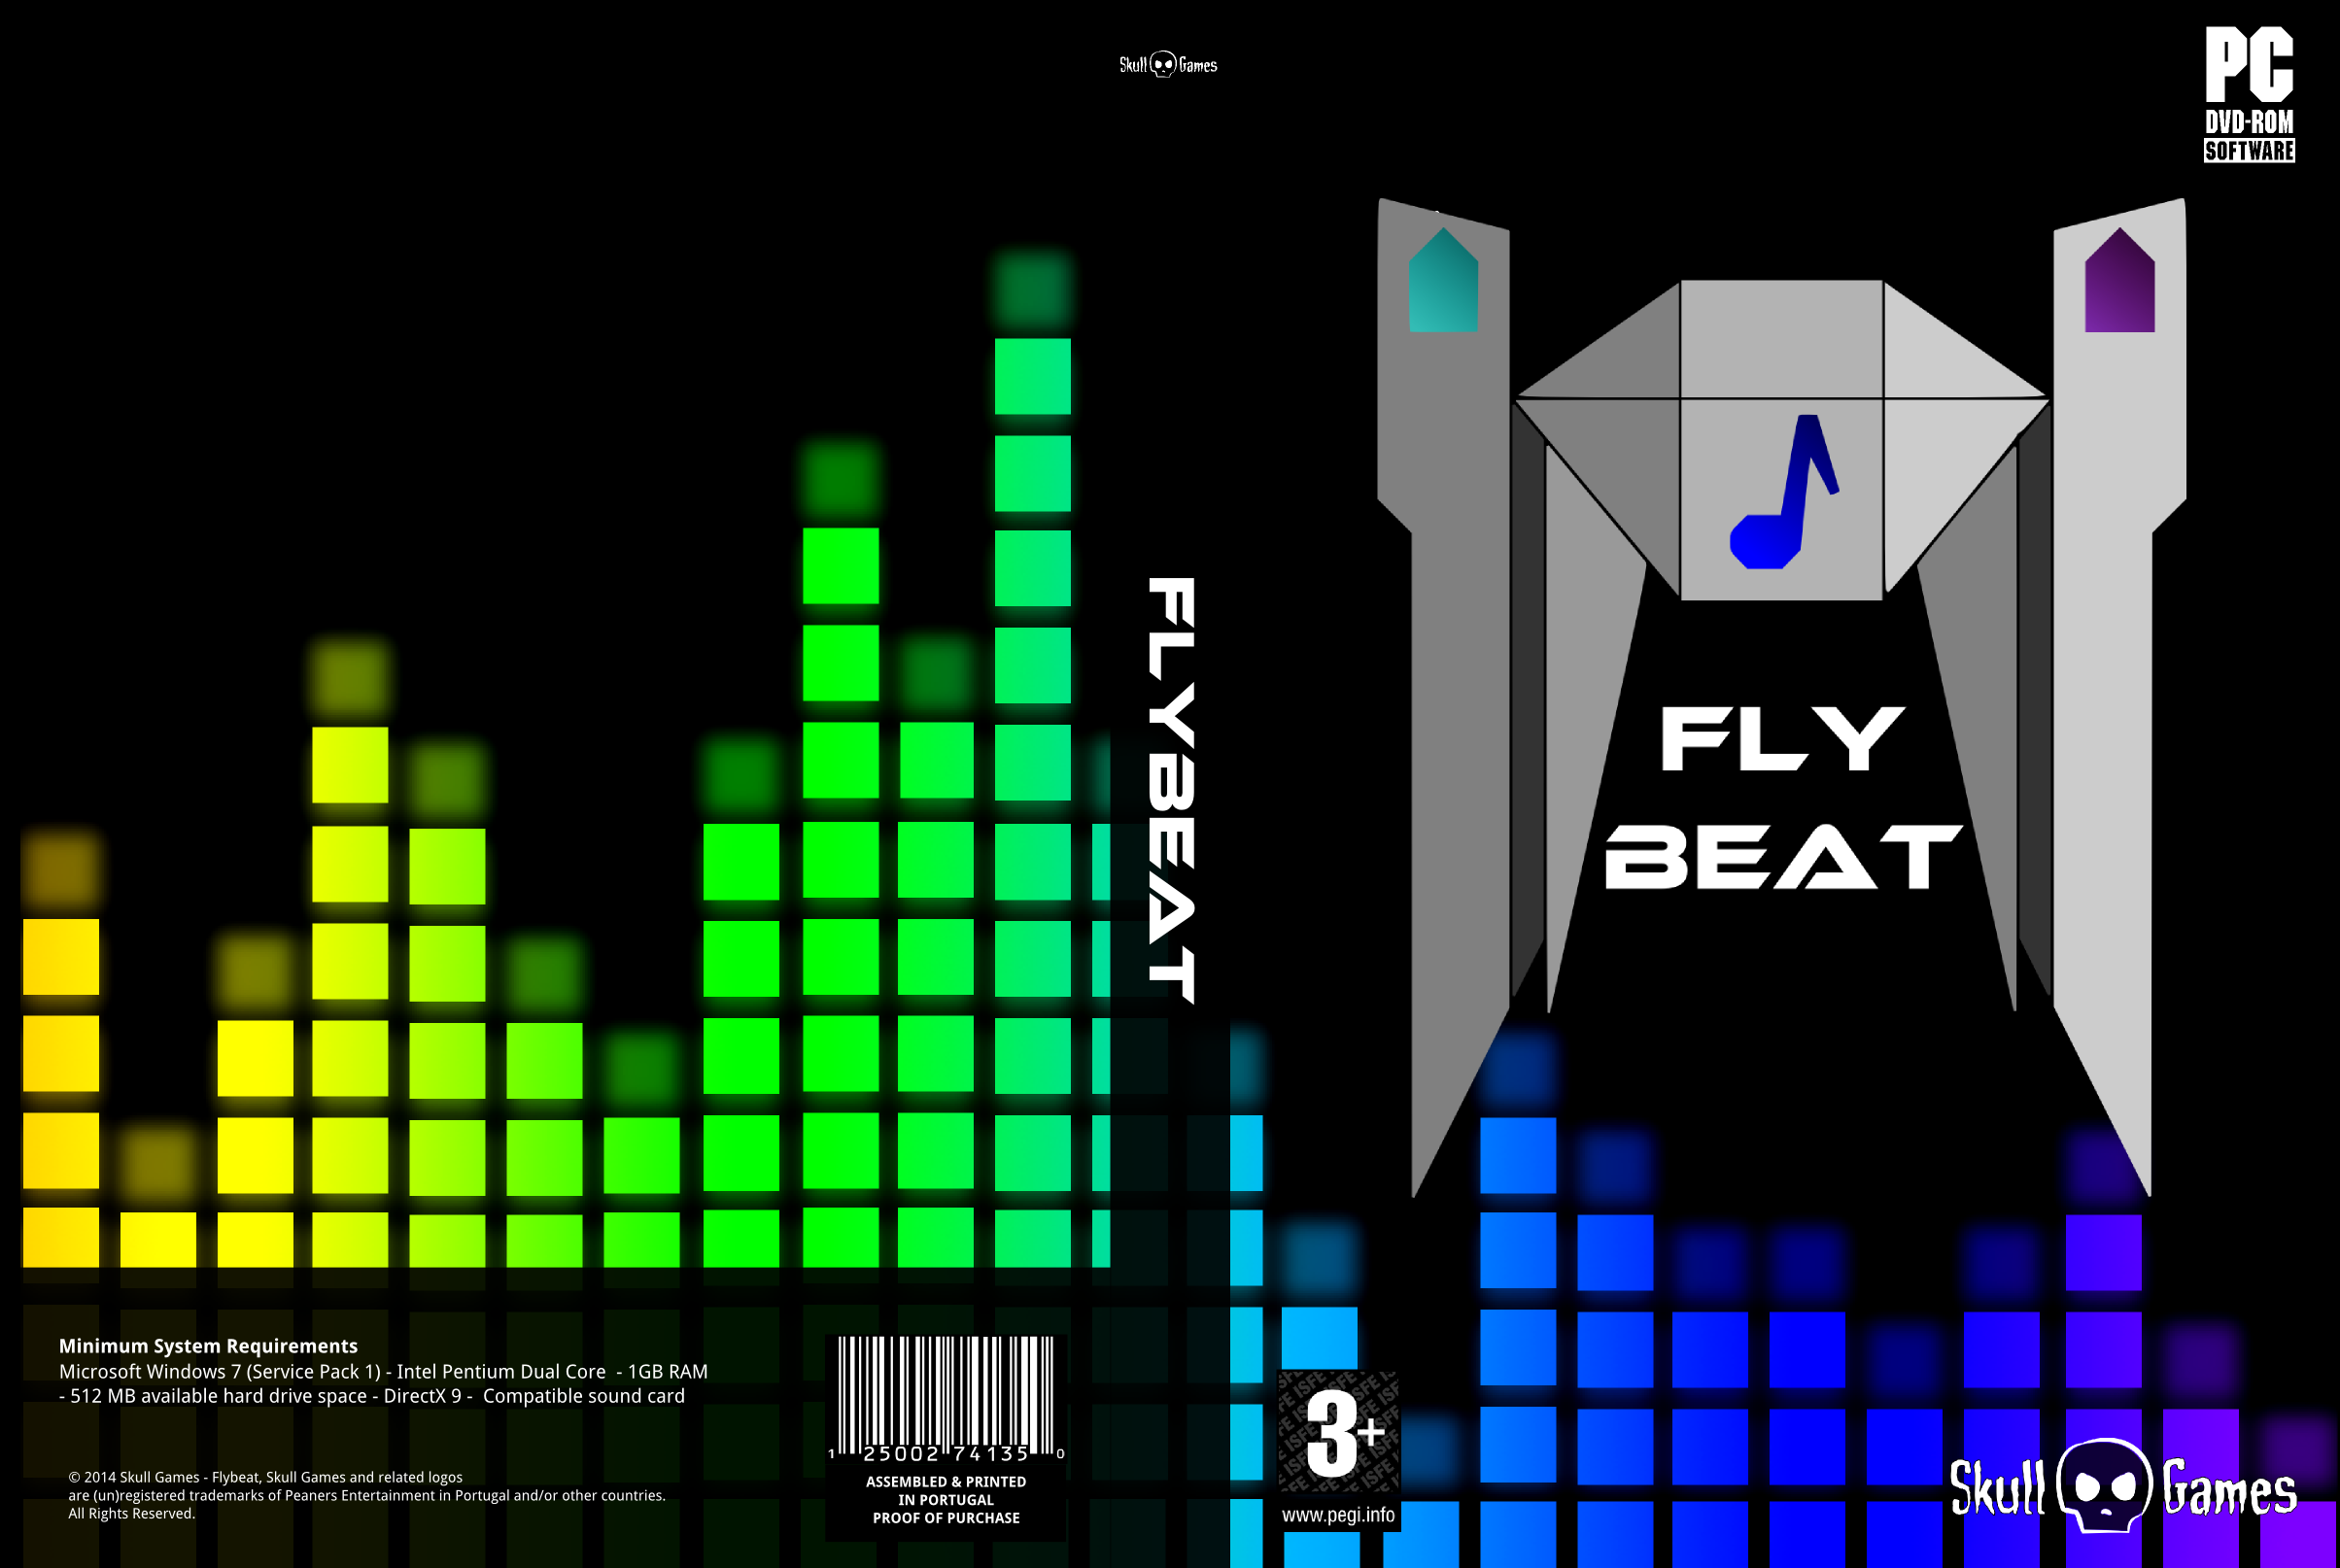 Skull Games
PC
DVD-ROM
SOFTWARE
FLYBEAT
FLY
BEAT
Minimum System Requirements
Microsoft Windows 7 (Service Pack 1) - Intel Pentium Dual Core  - 1GB RAM
- 512 MB available hard drive space - DirectX 9 -  Compatible sound card
© 2014 Skull Games - Flybeat, Skull Games and related logos
are (un)registered trademarks of Peaners Entertainment in Portugal and/or other countries.
All Rights Reserved.
1 25002 74135 0
ASSEMBLED & PRINTED
IN PORTUGAL
PROOF OF PURCHASE
3+
ISFE ISFE ISFE
www.pegi.info
Skull Games